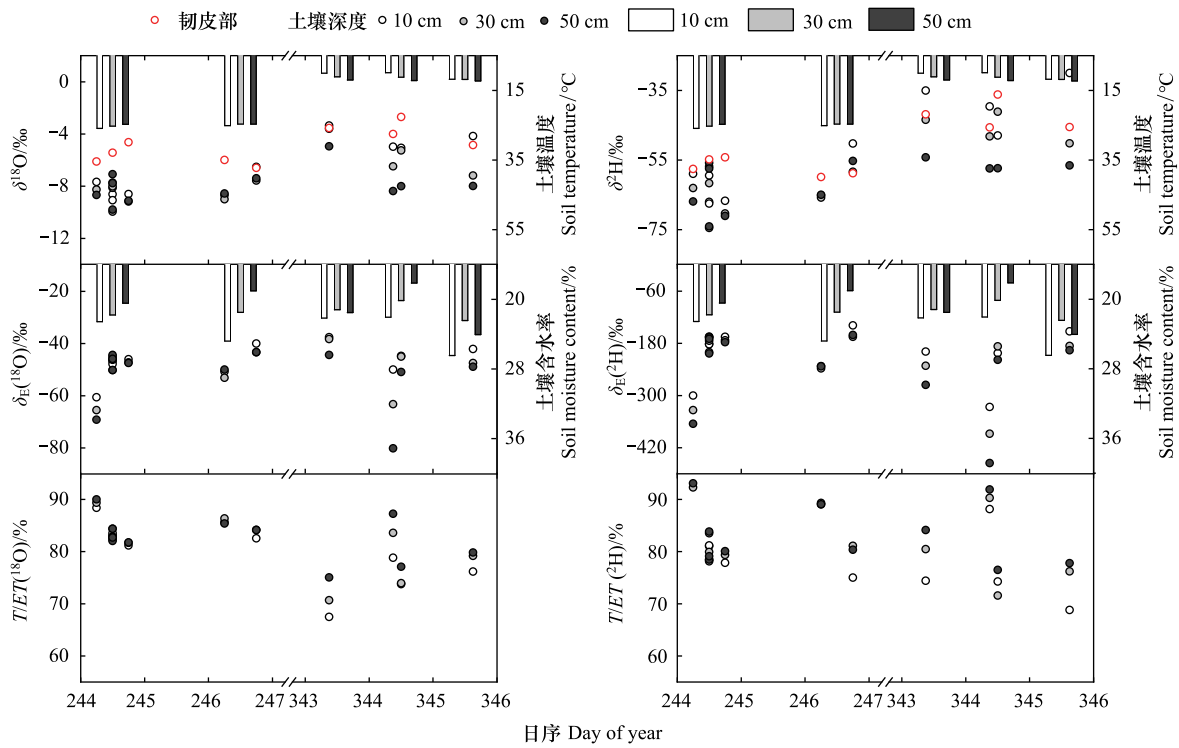 韧皮部 土壤深度 10 cm 30 cm 50 cm 10 cm 30 cm 50 cm
δ¹⁸O/‰
0
−4
−8
−12
15
35
55
土壤温度
Soil temperature/°C
δ²H/‰
−35
−55
−75
15
35
55
土壤温度
Soil temperature/°C
δE(¹⁸O)/‰
−20
−40
−60
−80
20
28
36
土壤含水率
Soil moisture content/%
δE(²H)/‰
−60
−180
−300
−420
20
28
36
土壤含水率
Soil moisture content/%
T/ET(¹⁸O)/%
90
80
70
60
T/ET (²H)/%
90
80
70
60
244 245 246 247 343 344 345 346
244 245 246 247 343 344 345 346
日序 Day of year